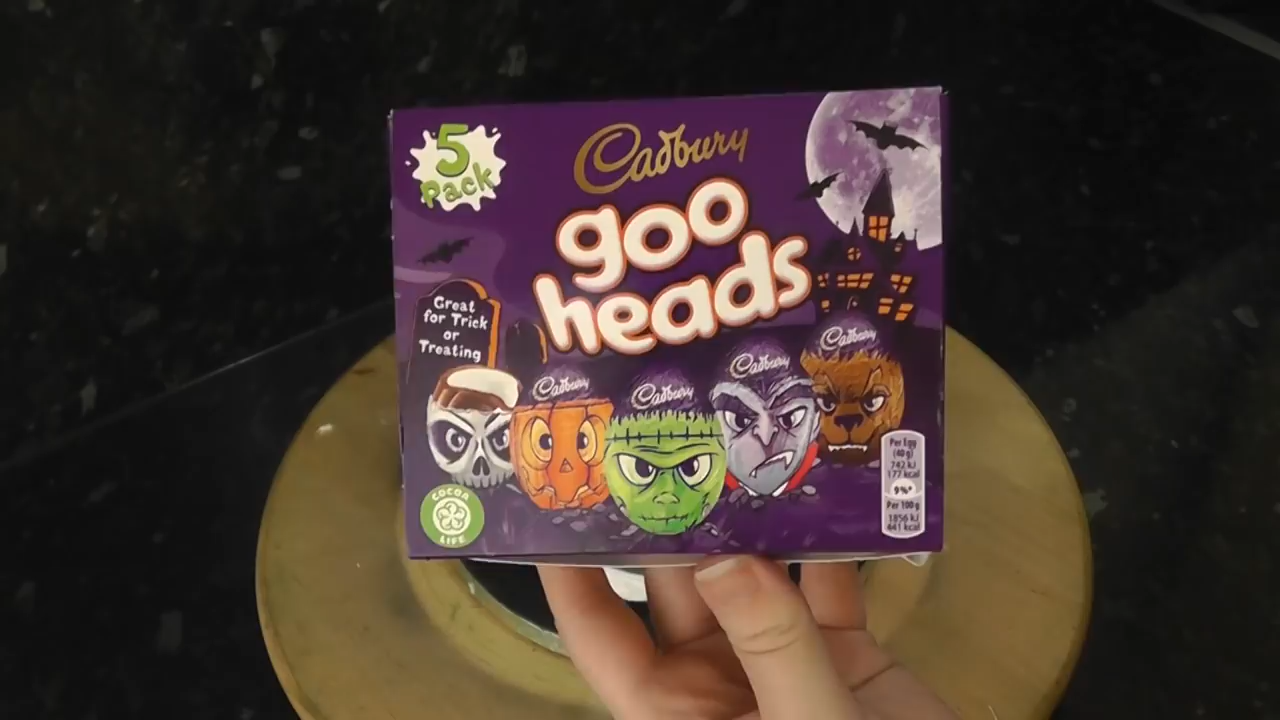 5
Pack
Cadbury
goo
heads
Great
for Trick
or
Treating
Cadbury
Cadbury
Cadbury
Cadbury
COCOA
LIFE
Per Egg
(40g)
742 kJ
177 kcal
9%*
Per 100g
1856 kJ
441 kcal